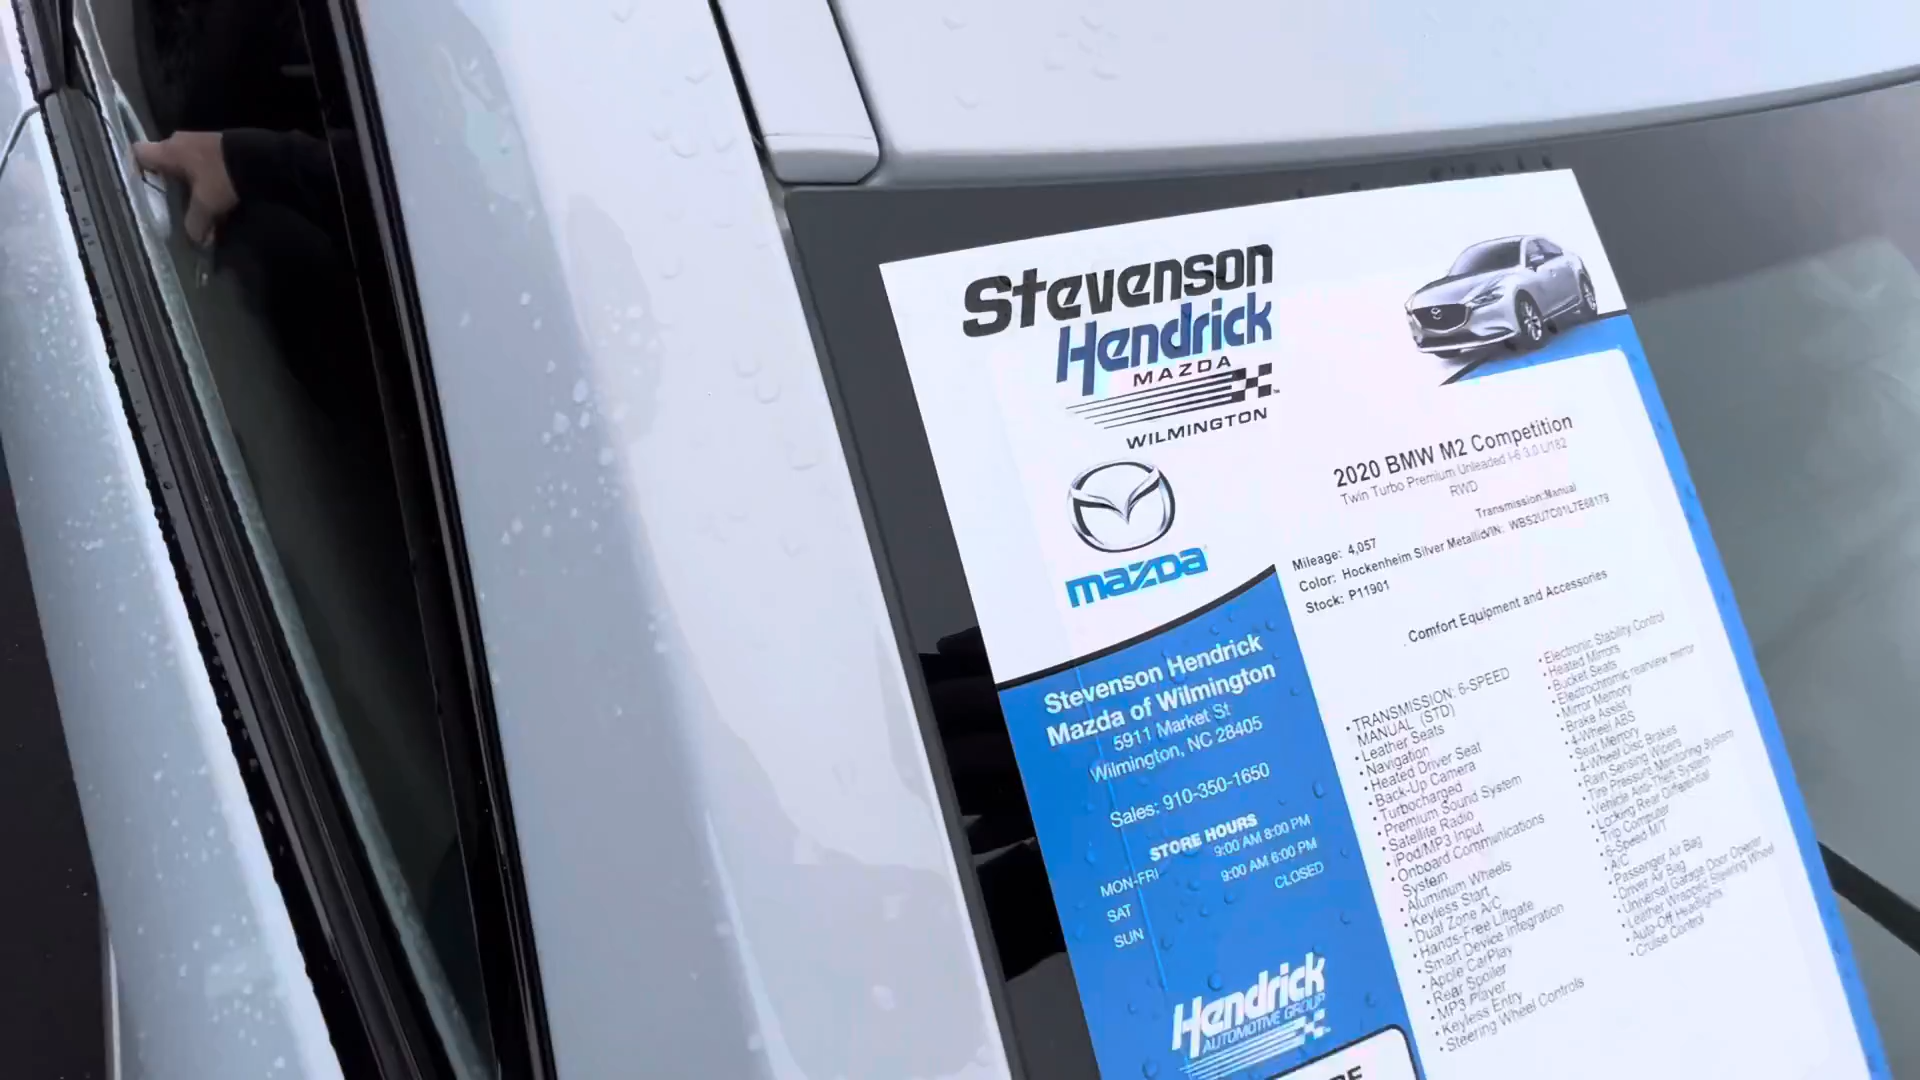 Stevenson
Hendrick
MAZDA
WILMINGTON
mazda
2020 BMW M2 Competition
Twin Turbo Premium Unleaded I-6 3.0 L/182
RWD
Transmission:Manual
Mileage: 4,057
Color: Hockenheim Silver Metallic VIN: WBS2U7C01L7E68179
Stock: P11901
Comfort Equipment and Accessories
• TRANSMISSION: 6-SPEED
MANUAL (STD)
• Leather Seats
• Navigation
• Heated Driver Seat
• Back-Up Camera
• Turbocharged
• Premium Sound System
• Satellite Radio
• iPod/MP3 Input
• Onboard Communications
System
• Aluminum Wheels
• Keyless Start
• Dual Zone A/C
• Hands-Free Liftgate
• Smart Device Integration
• Apple CarPlay
• Rear Spoiler
• MP3 Player
• Keyless Entry
• Steering Wheel Controls
• Electronic Stability Control
• Heated Mirrors
• Bucket Seats
• Electrochromic rearview mirror
• Mirror Memory
• Brake Assist
• 4-Wheel ABS
• Seat Memory
• 4-Wheel Disc Brakes
• Rain Sensing Wipers
• Tire Pressure Monitoring System
• Vehicle Anti-Theft System
• Locking Rear Differential
• Trip Computer
• 6-Speed M/T
• A/C
• Passenger Air Bag
• Driver Air Bag
• Universal Garage Door Opener
• Leather Wrapped Steering Wheel
• Auto-Off Headlights
• Cruise Control
Stevenson Hendrick
Mazda of Wilmington
5911 Market St
Wilmington, NC 28405
Sales: 910-350-1650
STORE HOURS
MON-FRI 9:00 AM 8:00 PM
SAT 9:00 AM 6:00 PM
SUN CLOSED
Hendrick
AUTOMOTIVE GROUP